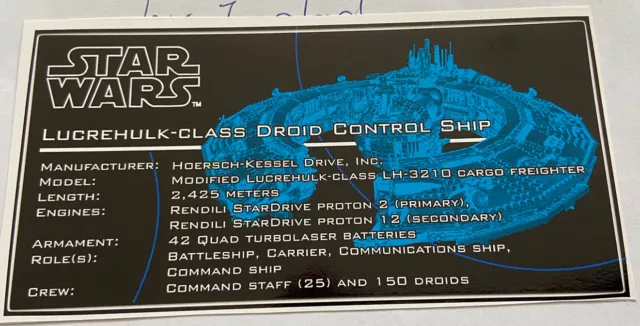 STAR
WARS™
LUCREHULK-CLASS DROID CONTROL SHIP
MANUFACTURER: HOERSCH-KESSEL DRIVE, INC.
MODEL: MODIFIED LUCREHULK-CLASS LH-3210 CARGO FREIGHTER
LENGTH: 2,425 METERS
ENGINES: RENDILI STARDRIVE PROTON 2 (PRIMARY),
RENDILI STARDRIVE PROTON 12 (SECONDARY)
ARMAMENT: 42 QUAD TURBOLASER BATTERIES
ROLE(S): BATTLESHIP, CARRIER, COMMUNICATIONS SHIP,
COMMAND SHIP
CREW: COMMAND STAFF (25) AND 150 DROIDS